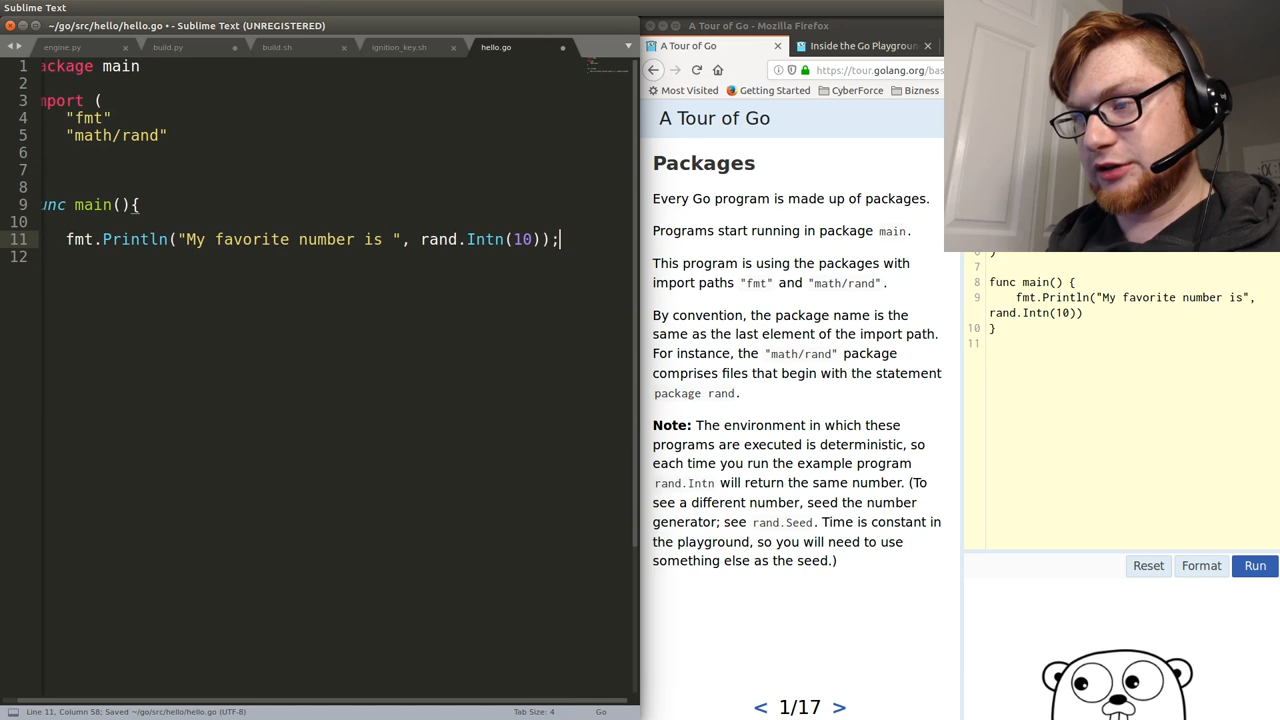 Sublime Text
~/go/src/hello/hello.go • - Sublime Text (UNREGISTERED)
engine.py
build.py
build.sh
ignition_key.sh
hello.go
1 ackage main
2
3 mport (
4 "fmt"
5 "math/rand"
6
7
8
9 unc main(){
10
11 fmt.Println("My favorite number is ", rand.Intn(10));
12
Line 11, Column 58; Saved ~/go/src/hello/hello.go (UTF-8)
Tab Size: 4
Go
A Tour of Go - Mozilla Firefox
A Tour of Go
Inside the Go Playgroun
https://tour.golang.org/bas
Most Visited
Getting Started
CyberForce
Bizness
A Tour of Go
Packages
Every Go program is made up of packages.
Programs start running in package main.
This program is using the packages with
import paths "fmt" and "math/rand".
By convention, the package name is the
same as the last element of the import path.
For instance, the "math/rand" package
comprises files that begin with the statement
package rand.
Note: The environment in which these
programs are executed is deterministic, so
each time you run the example program
rand.Intn will return the same number. (To
see a different number, seed the number
generator; see rand.Seed. Time is constant in
the playground, so you will need to use
something else as the seed.)
< 1/17 >
7
8 func main() {
9 fmt.Println("My favorite number is",
rand.Intn(10))
10 }
11
Reset
Format
Run